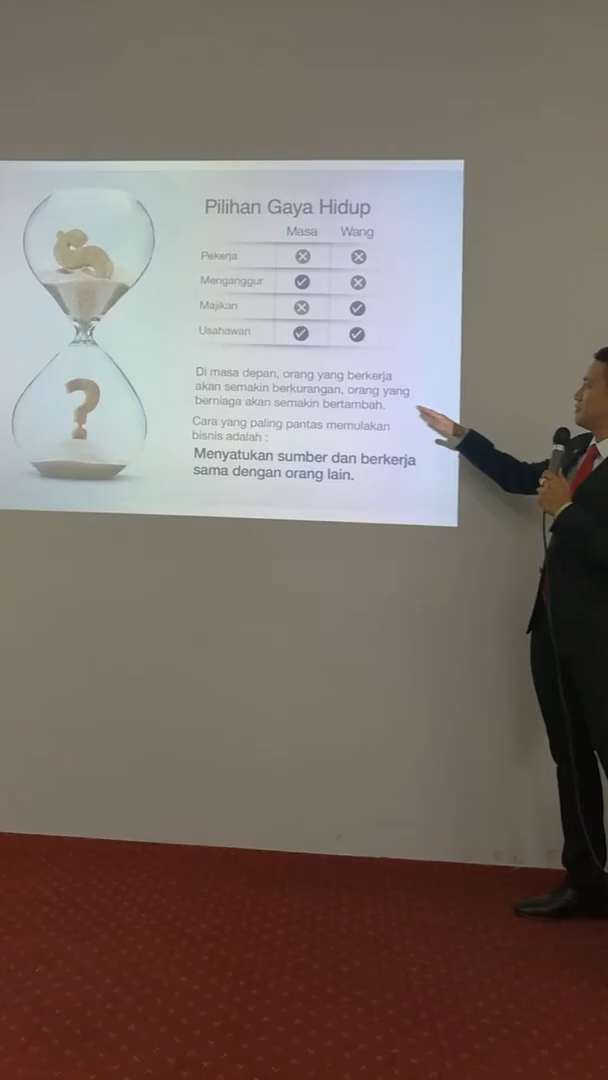 Pilihan Gaya Hidup
Masa Wang
Pekerja
Menganggur
Majikan
Usahawan
Di masa depan, orang yang berkerja
akan semakin berkurangan, orang yang
berniaga akan semakin bertambah.
Cara yang paling pantas memulakan
bisnis adalah :
Menyatukan sumber dan berkerja
sama dengan orang lain.